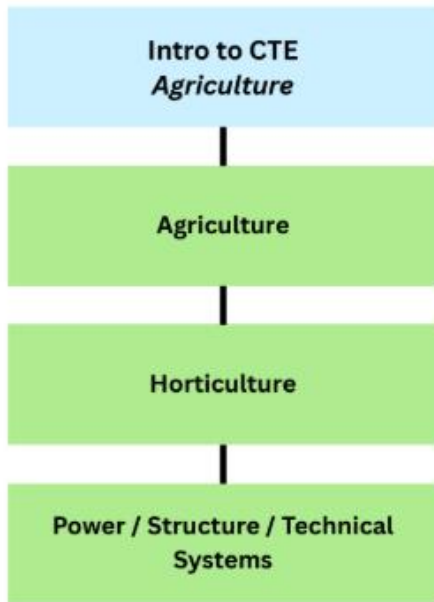 Intro to CTE
Agriculture
Agriculture
Horticulture
Power / Structure / Technical
Systems